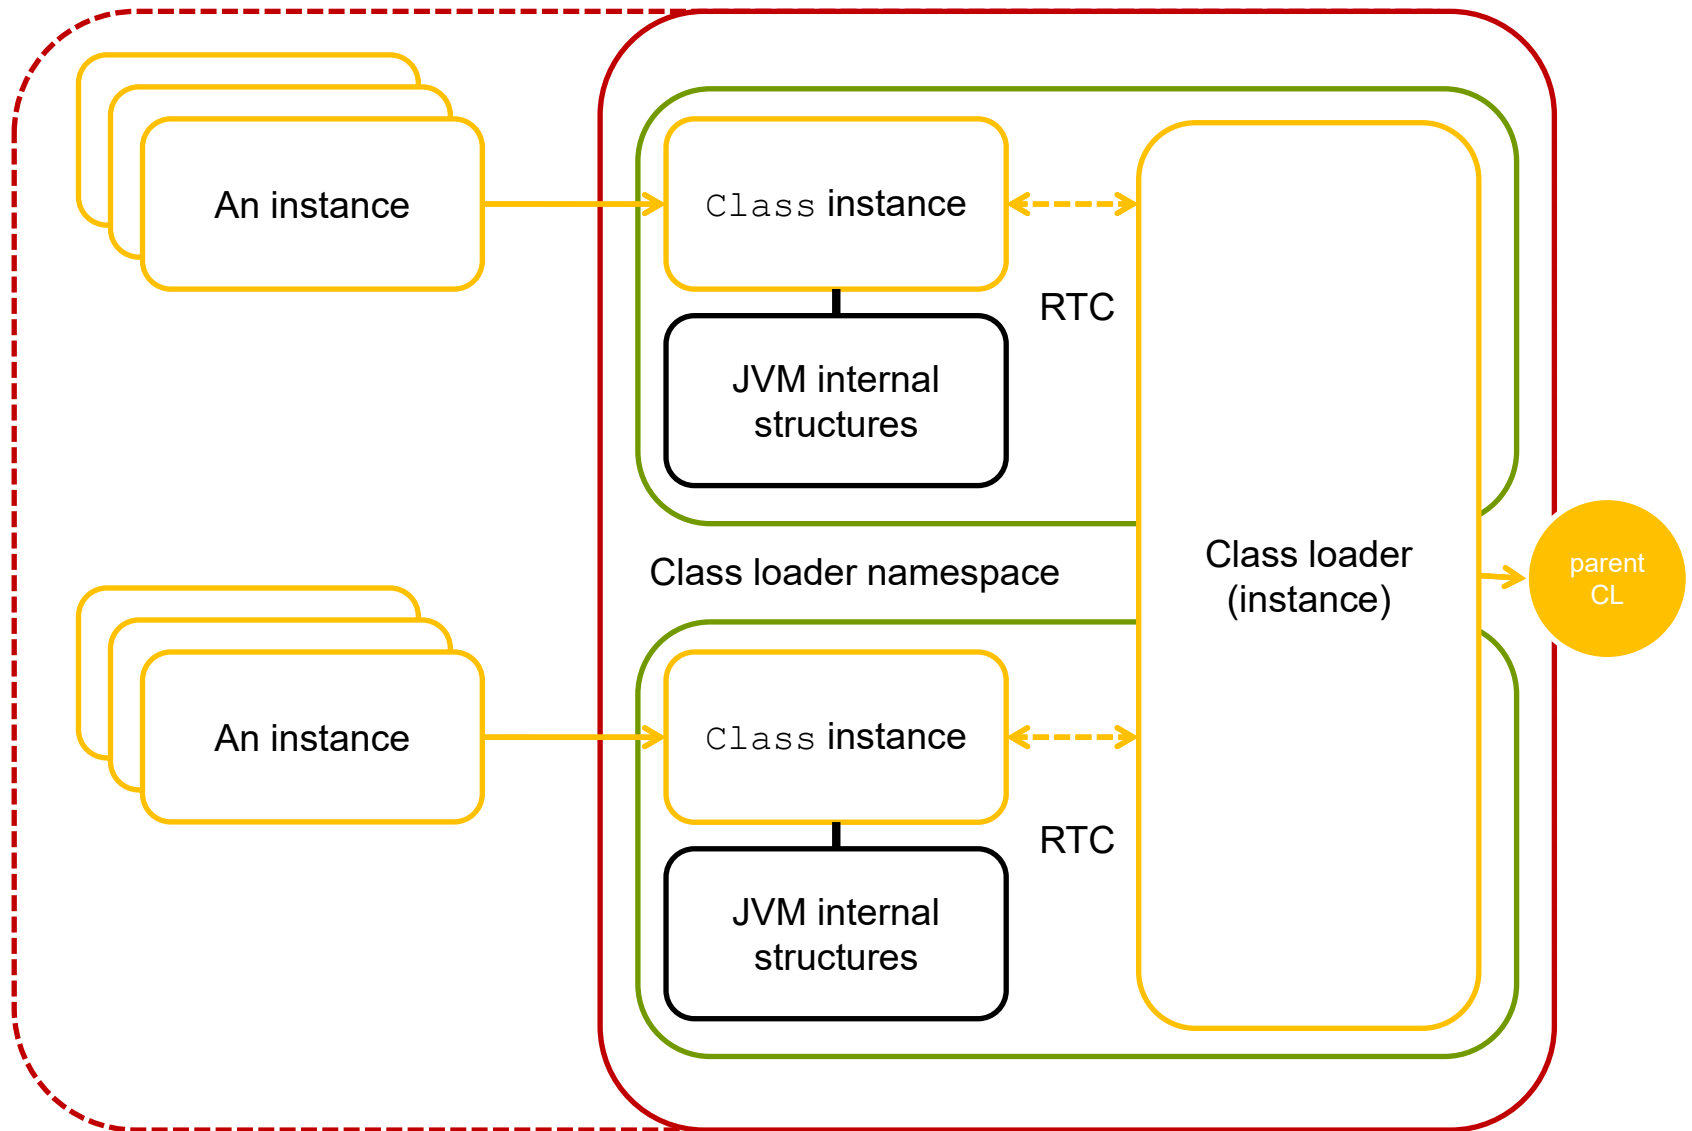 An instance
Class instance
RTC
JVM internal
structures
Class loader namespace
Class loader
(instance)
parent
CL
An instance
Class instance
RTC
JVM internal
structures